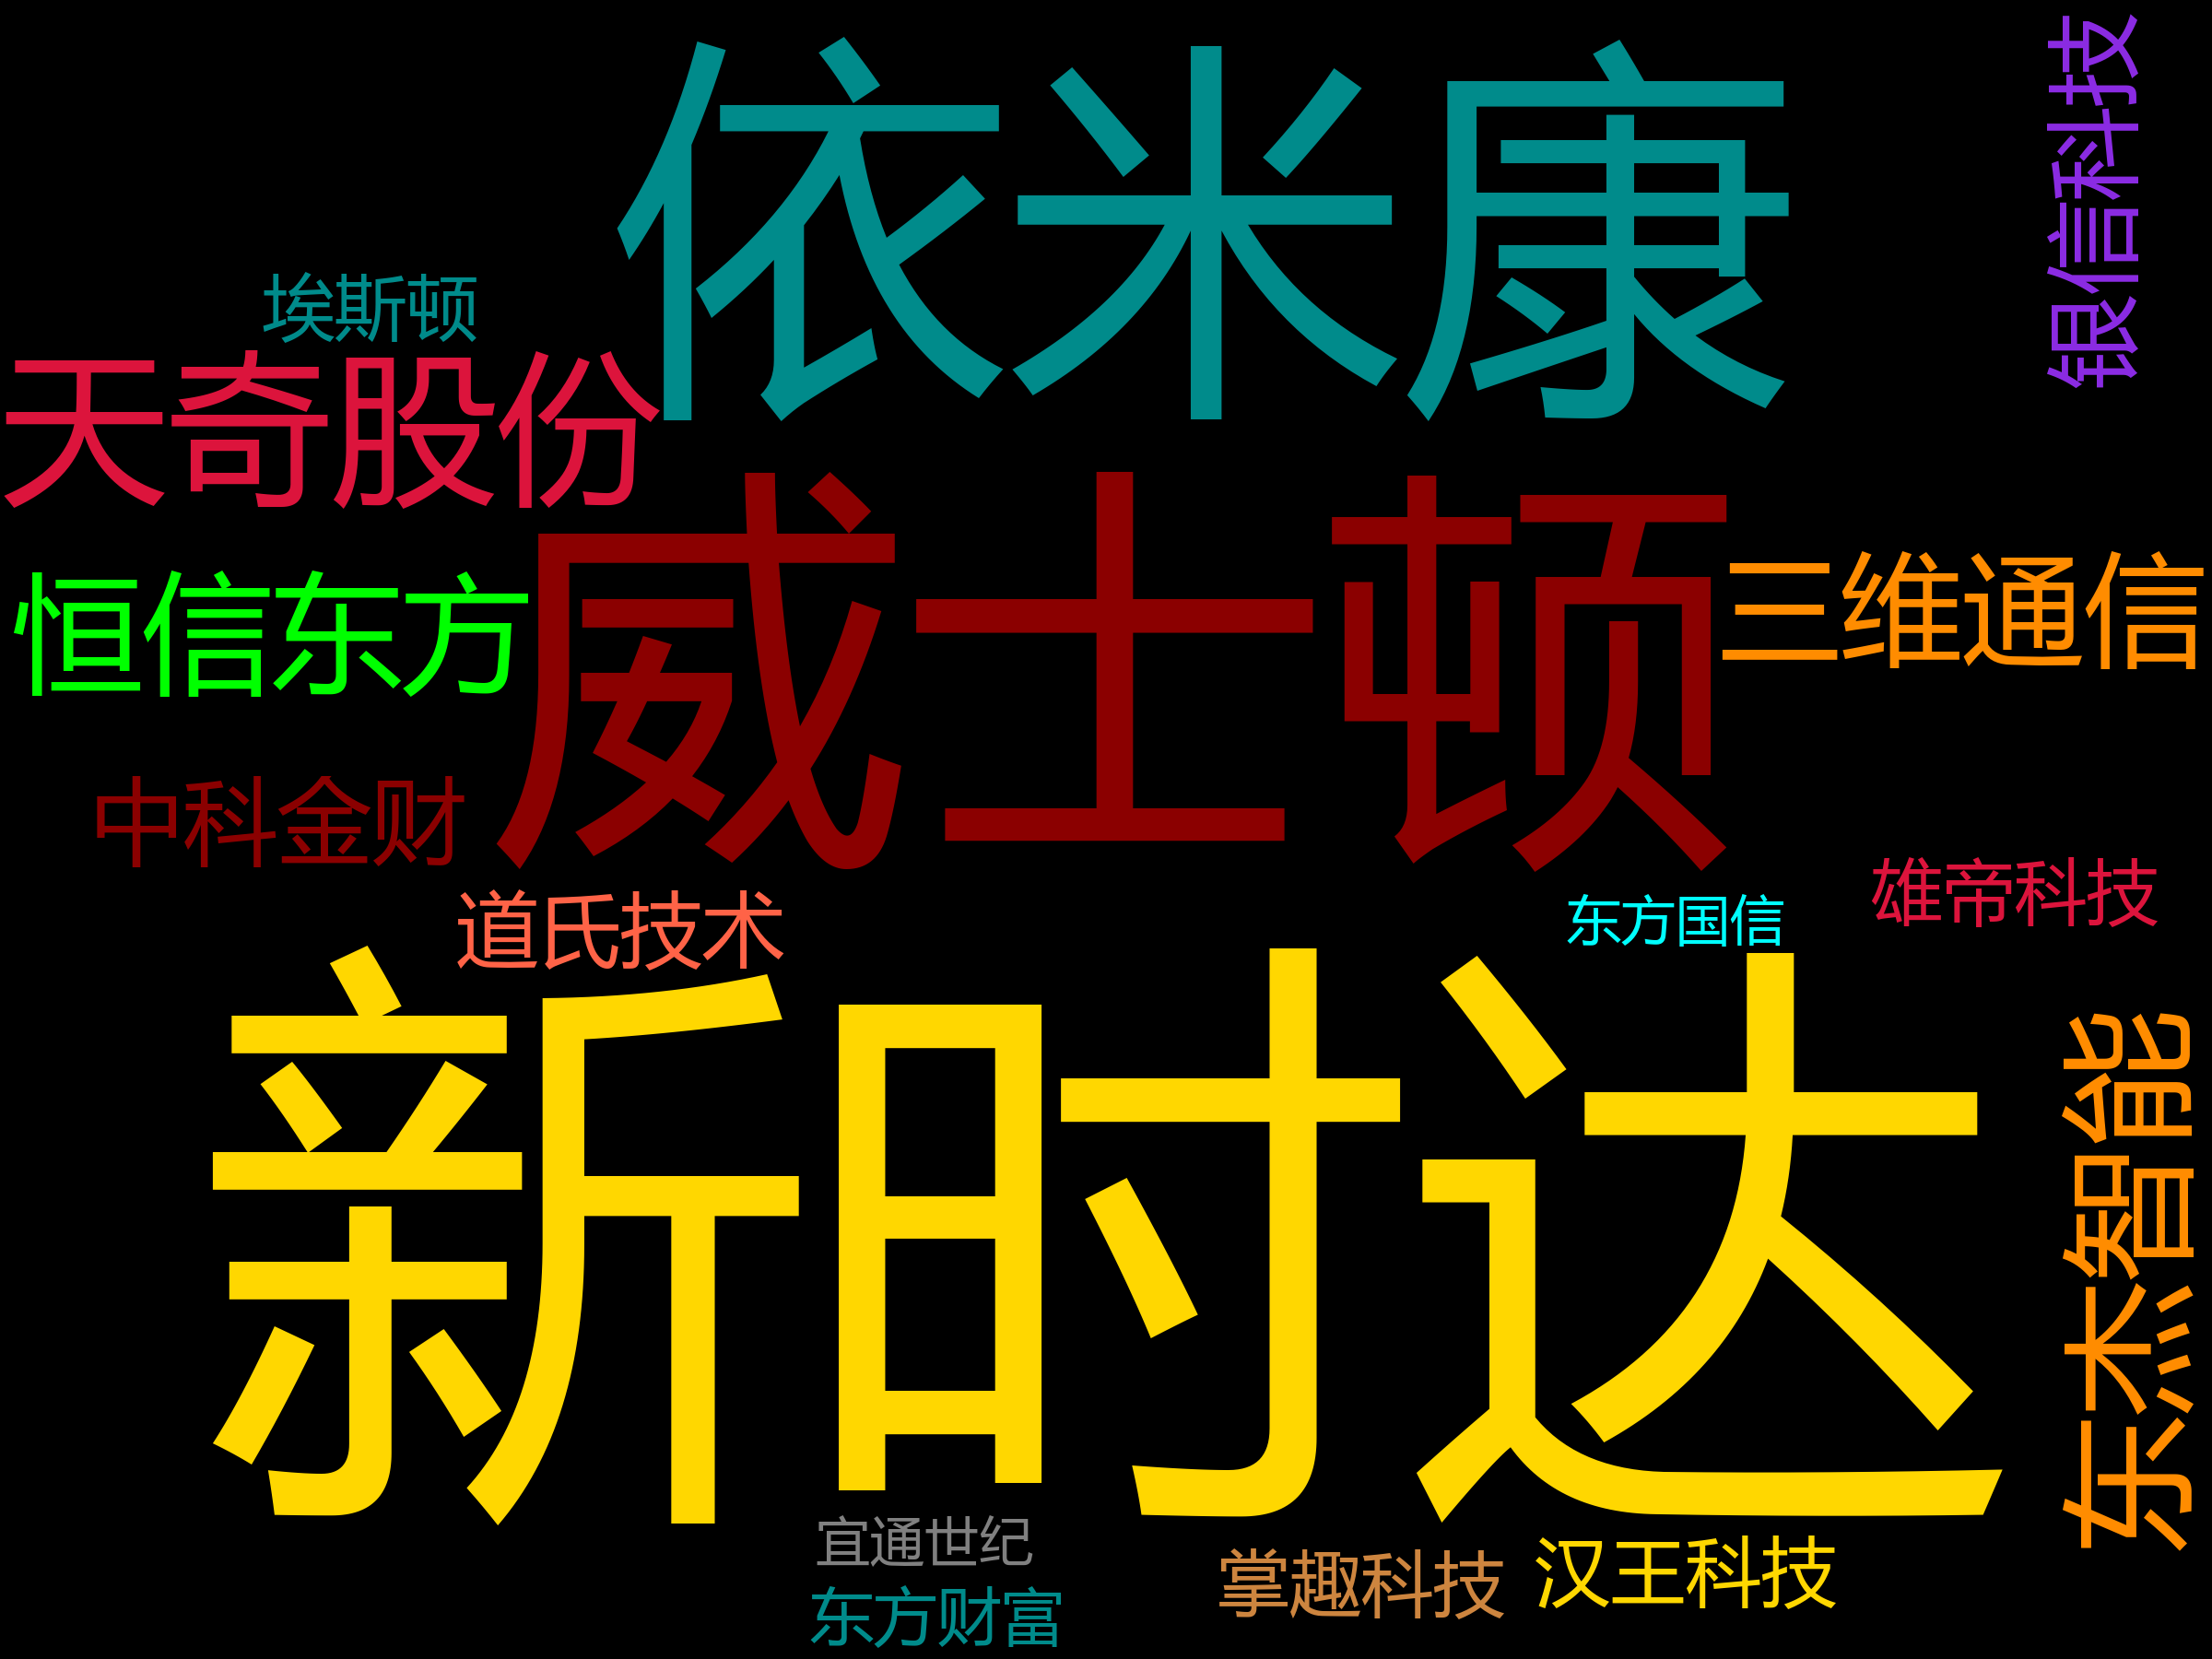 依米康
银信科技
埃斯顿
天奇股份
威士顿
恒信东方
三维通信
中科金财
维帝科技
道氏技术
东方国信
新时达
东杰智能
宜通世纪
汉王科技
掌趣科技
东方财富